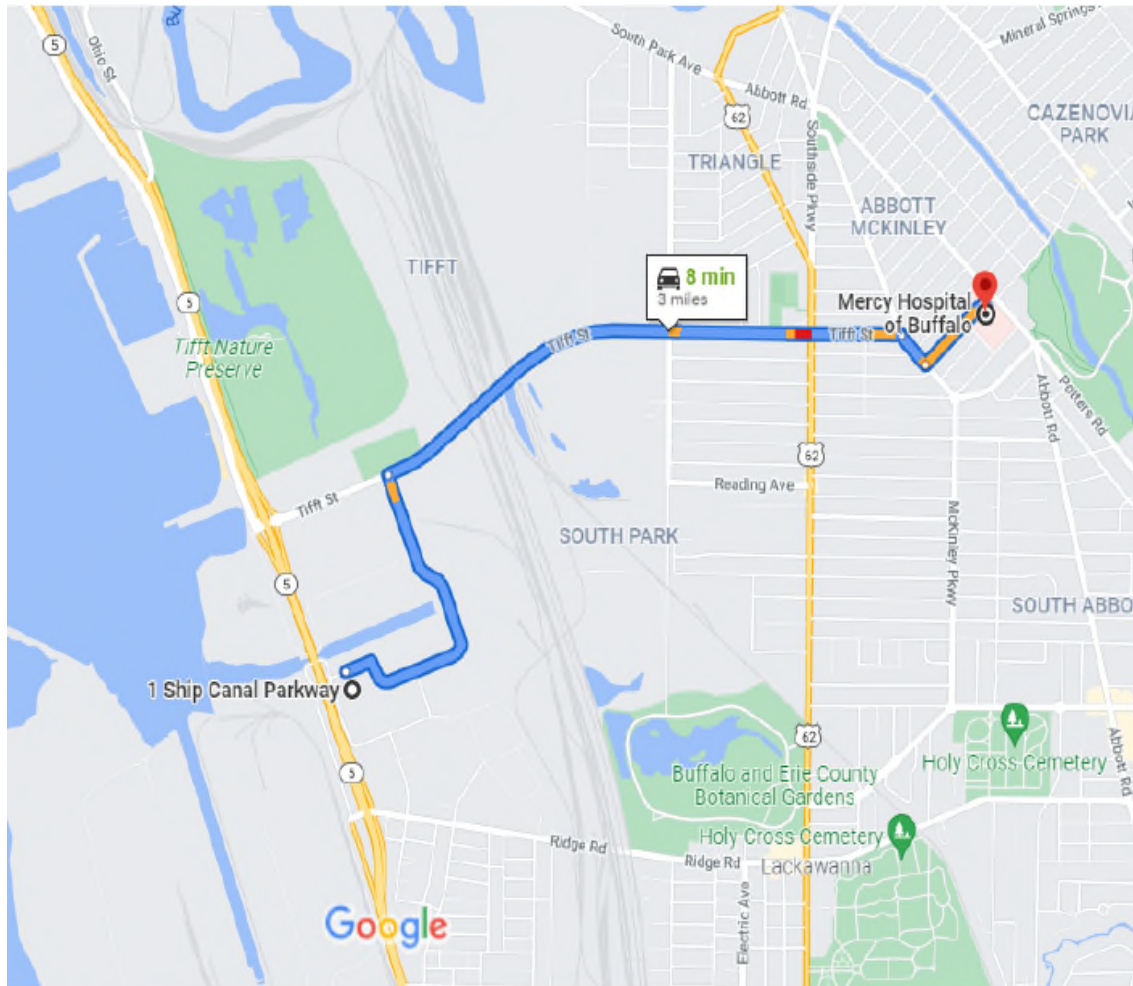 5
Ohio St
Bu
South Park Ave
Mineral Springs
Abbott Rd
62
Southside Pkwy
CAZENOVIA
PARK
TRIANGLE
ABBOTT
MCKINLEY
TIFFT
5
8 min
3 miles
Mercy Hospital
of Buffalo
Tifft St
Tifft St
Tifft Nature
Preserve
Potters Rd
Abbott Rd
62
Reading Ave
Tifft St
McKinley Pkwy
SOUTH PARK
5
SOUTH ABBO
1 Ship Canal Parkway
62
5
Abbott Rd
Holy Cross Cemetery
Buffalo and Erie County
Botanical Gardens
Holy Cross Cemetery
Ridge Rd
Ridge Rd
Lackawanna
Electric Ave
Google